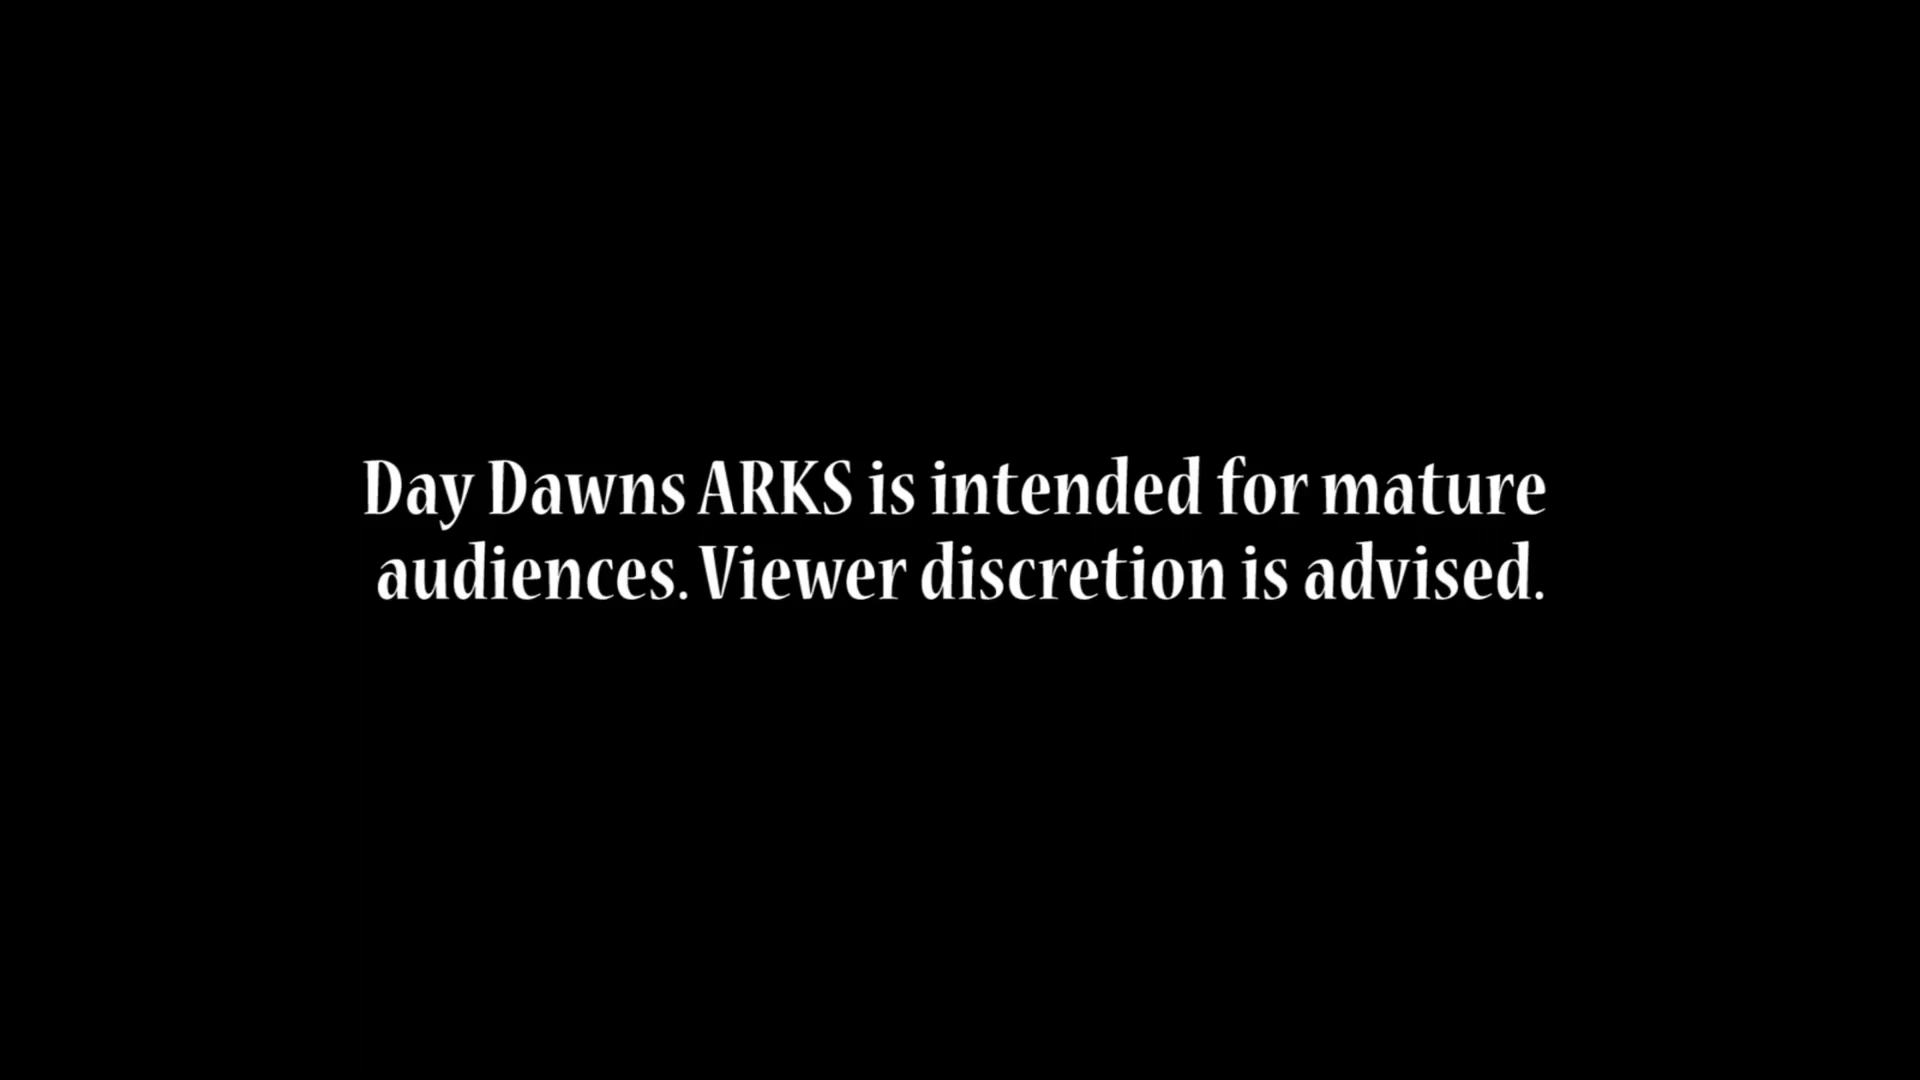 Day Dawns ARKS is intended for mature
audiences. Viewer discretion is advised.